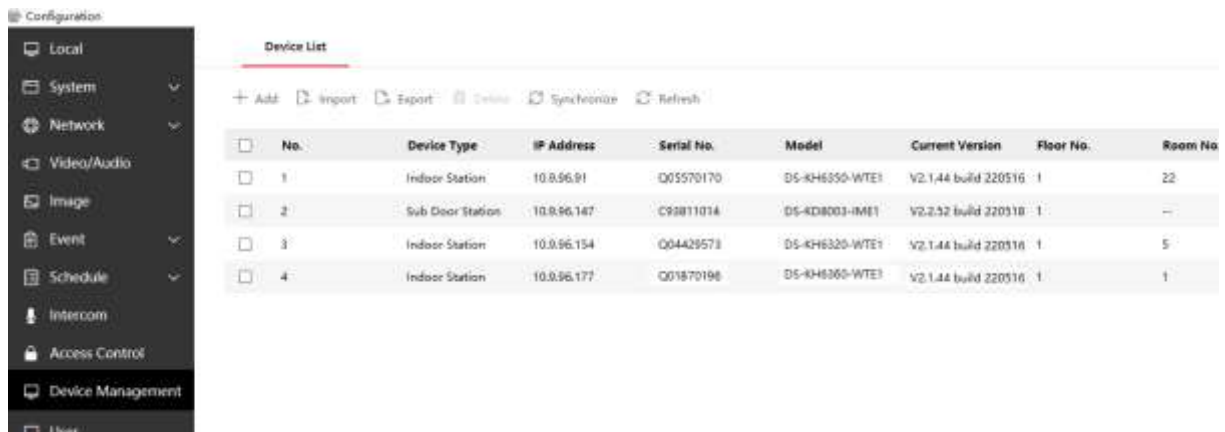 Configuration
Local
System
Network
Video/Audio
Image
Event
Schedule
Intercom
Access Control
Device Management
User
Device List
+ Add Import Export Delete Synchronize Refresh
No. Device Type IP Address Serial No. Model Current Version Floor No. Room No.
1 Indoor Station 10.9.96.91 Q05570170 DS-KH6350-WTE1 V2.1.44 build 220516 1 22
2 Sub Door Station 10.9.96.147 C93811014 DS-KD8003-IME1 V2.2.52 build 220518 1 --
3 Indoor Station 10.9.96.154 Q04429573 DS-KH6320-WTE1 V2.1.44 build 220516 1 5
4 Indoor Station 10.9.96.177 Q01870196 DS-KH6360-WTE1 V2.1.44 build 220516 1 1